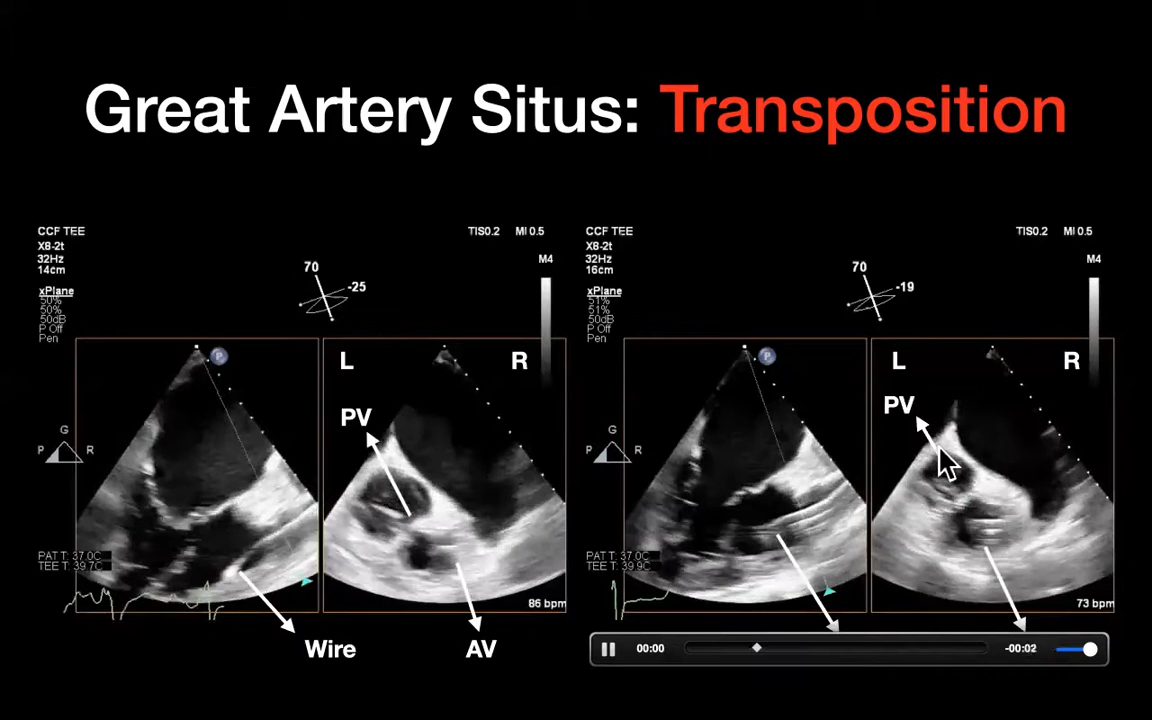 Great Artery Situs: Transposition
CCF TEE
X8-2t
32Hz
14cm
xPlane
50%
50%
50dB
P Off
Pen
TIS0.2 MI 0.5
M4
70
-25
P
L
R
PV
G
P R
PAT T: 37.0C
TEE T: 39.7C
86 bpm
Wire
AV
CCF TEE
X8-2t
32Hz
16cm
xPlane
51%
51%
50dB
P Off
Pen
TIS0.2 MI 0.5
M4
70
-19
P
L
R
PV
G
P R
PAT T: 37.0C
TEE T: 39.9C
73 bpm
00:00
-00:02